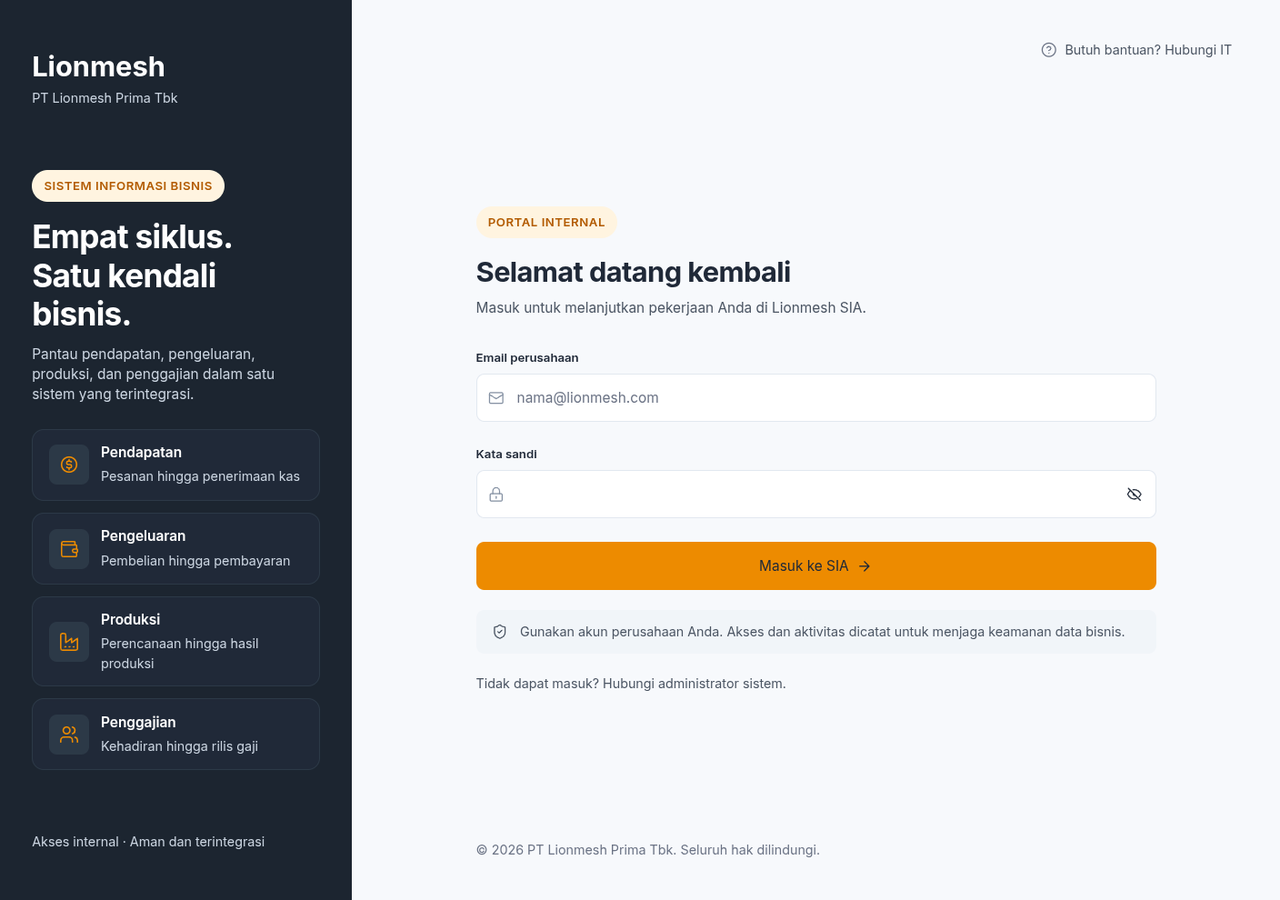 Lionmesh
PT Lionmesh Prima Tbk
SISTEM INFORMASI BISNIS
Empat siklus.
Satu kendali
bisnis.
Pantau pendapatan, pengeluaran,
produksi, dan penggajian dalam satu
sistem yang terintegrasi.
Pendapatan
Pesanan hingga penerimaan kas
Pengeluaran
Pembelian hingga pembayaran
Produksi
Perencanaan hingga hasil
produksi
Penggajian
Kehadiran hingga rilis gaji
Akses internal · Aman dan terintegrasi
Butuh bantuan? Hubungi IT
PORTAL INTERNAL
Selamat datang kembali
Masuk untuk melanjutkan pekerjaan Anda di Lionmesh SIA.
Email perusahaan
nama@lionmesh.com
Kata sandi
Masuk ke SIA →
Gunakan akun perusahaan Anda. Akses dan aktivitas dicatat untuk menjaga keamanan data bisnis.
Tidak dapat masuk? Hubungi administrator sistem.
© 2026 PT Lionmesh Prima Tbk. Seluruh hak dilindungi.